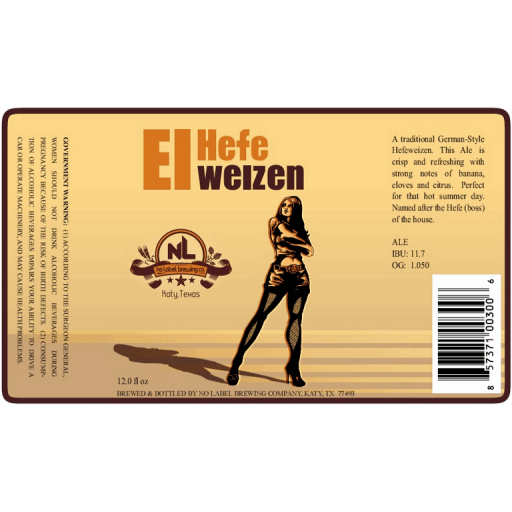 GOVERNMENT WARNING: (1) ACCORDING TO THE SURGEON GENERAL,
WOMEN SHOULD NOT DRINK ALCOHOLIC BEVERAGES DURING
PREGNANCY BECAUSE OF THE RISK OF BIRTH DEFECTS. (2) CONSUMP-
TION OF ALCOHOLIC BEVERAGES IMPAIRS YOUR ABILITY TO DRIVE A
CAR OR OPERATE MACHINERY, AND MAY CAUSE HEALTH PROBLEMS.
El Hefe
weizen
NL
no Label brewing co.
Katy, Texas
12.0 fl oz
BREWED & BOTTLED BY NO LABEL BREWING COMPANY, KATY, TX 77493
A traditional German-Style
Hefeweizen. This Ale is
crisp and refreshing with
strong notes of banana,
cloves and citrus. Perfect
for that hot summer day.
Named after the Hefe (boss)
of the house.
ALE
IBU: 11.7
OG: 1.050
8 57371 00300 6